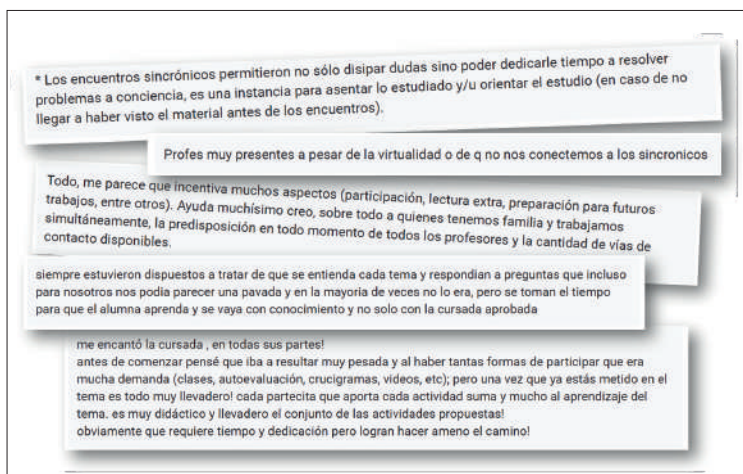 * Los encuentros sincrónicos permitieron no sólo disipar dudas sino poder dedicarle tiempo a resolver
problemas a conciencia, es una instancia para asentar lo estudiado y/u orientar el estudio (en caso de no
llegar a haber visto el material antes de los encuentros).
Profes muy presentes a pesar de la virtualidad o de q no nos conectemos a los sincronicos
Todo, me parece que incentiva muchos aspectos (participación, lectura extra, preparación para futuros
trabajos, entre otros). Ayuda muchísimo creo, sobre todo a quienes tenemos familia y trabajamos
simultáneamente, la predisposición en todo momento de todos los profesores y la cantidad de vías de
contacto disponibles.
siempre estuvieron dispuestos a tratar de que se entienda cada tema y respondian a preguntas que incluso
para nosotros nos podia parecer una pavada y en la mayoria de veces no lo era, pero se toman el tiempo
para que el alumna aprenda y se vaya con conocimiento y no solo con la cursada aprobada
me encantó la cursada , en todas sus partes!
antes de comenzar pensé que iba a resultar muy pesada y al haber tantas formas de participar que era
mucha demanda (clases, autoevaluación, crucigramas, videos, etc); pero una vez que ya estás metido en el
tema es todo muy llevadero! cada partecita que aporta cada actividad suma y mucho al aprendizaje del
tema. es muy didáctico y llevadero el conjunto de las actividades propuestas!
obviamente que requiere tiempo y dedicación pero logran hacer ameno el camino!